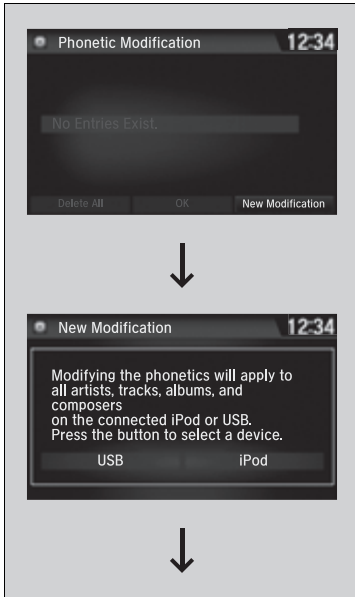 Phonetic Modification 12:34
No Entries Exist.
Delete All OK New Modification
New Modification 12:34
Modifying the phonetics will apply to
all artists, tracks, albums, and
composers
on the connected iPod or USB.
Press the button to select a device.
USB iPod